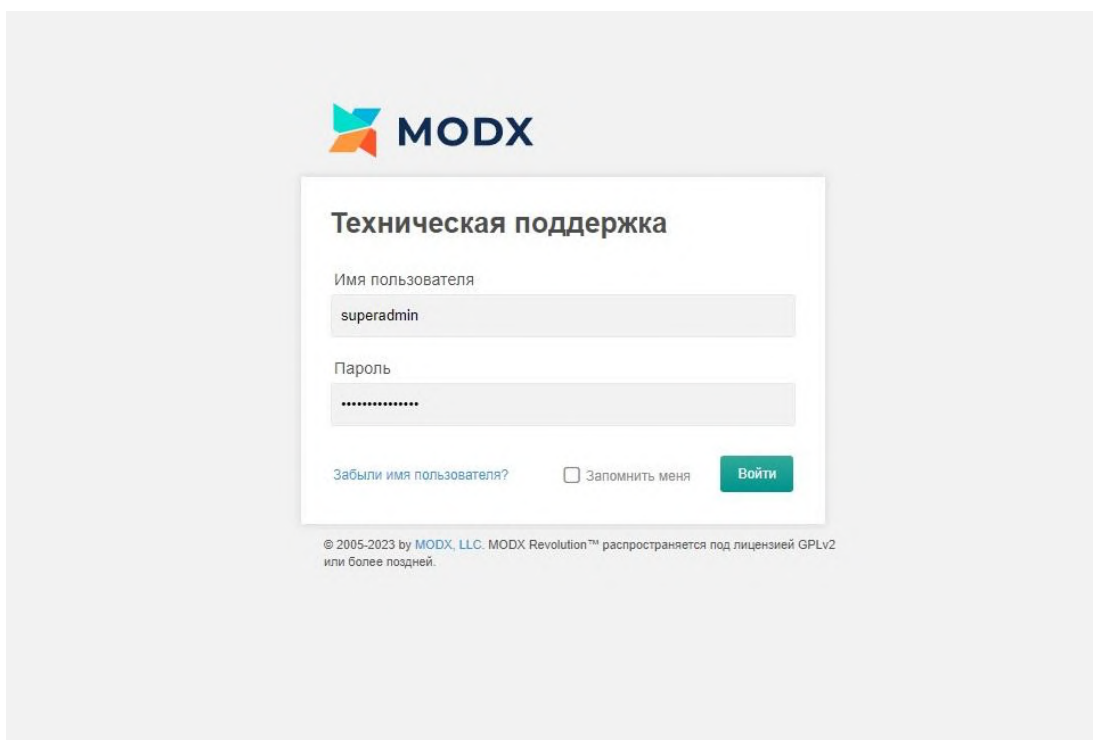 MODX
Техническая поддержка
Имя пользователя
superadmin
Пароль
•••••••••••••••
Забыли имя пользователя?
Запомнить меня
Войти
© 2005-2023 by MODX, LLC. MODX Revolution™ распространяется под лицензией GPLv2
или более поздней.